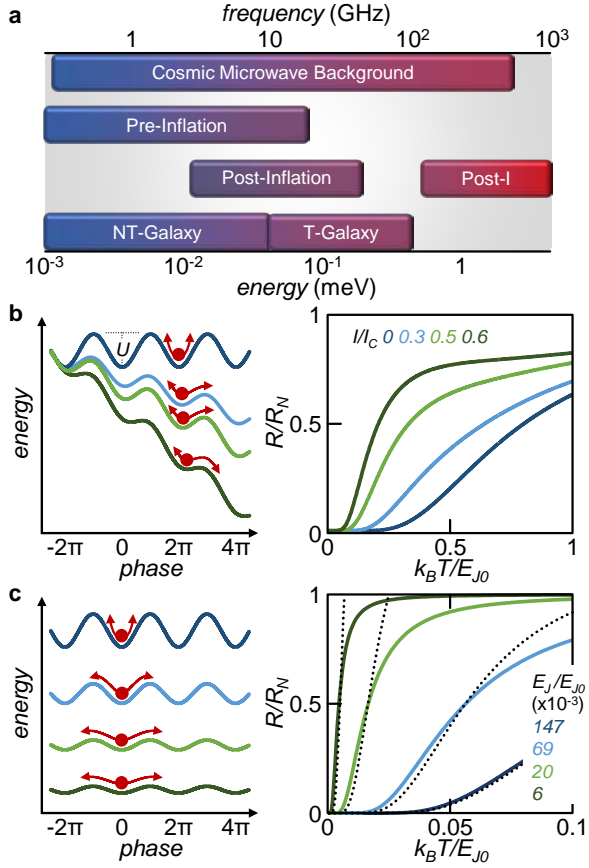 a
frequency (GHz)
1 10 10² 10³
Cosmic Microwave Background
Pre-Inflation
Post-Inflation
Post-I
NT-Galaxy
T-Galaxy
10⁻³ 10⁻² 10⁻¹ 1
energy (meV)
b
energy
U
-2π 0 2π 4π
phase
R/R_N
1
0.5
0
I/I_C 0 0.3 0.5 0.6
0 0.5 1
k_BT/E_J0
c
energy
-2π 0 2π 4π
phase
R/R_N
1
0.5
0
E_J/E_J0
(x10⁻³)
147
69
20
6
0 0.05 0.1
k_BT/E_J0